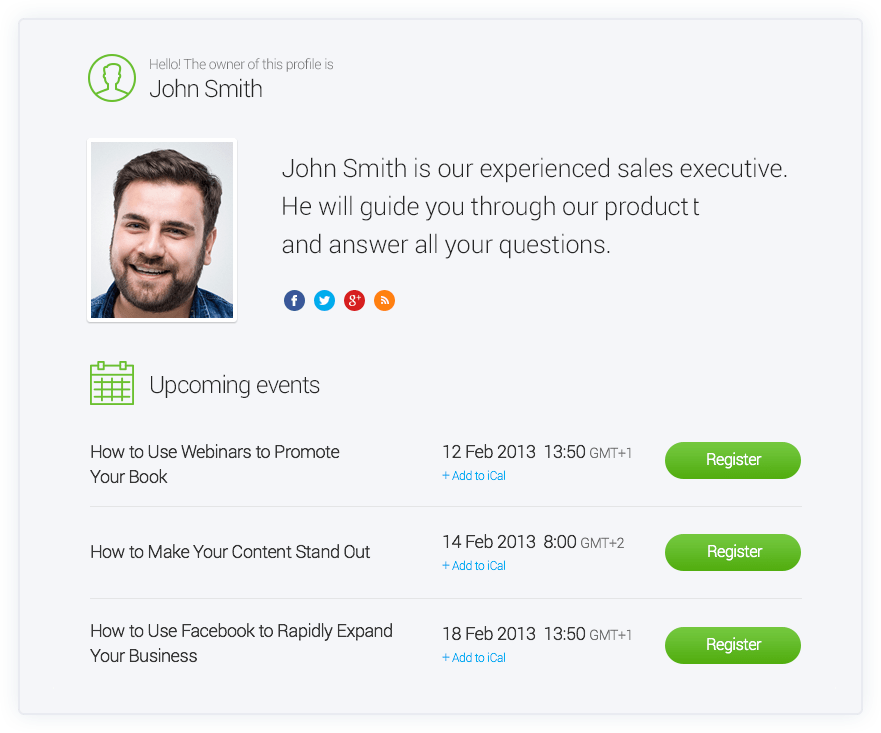 Hello! The owner of this profile is
John Smith
John Smith is our experienced sales executive.
He will guide you through our product t
and answer all your questions.
f
g+
Upcoming events
How to Use Webinars to Promote
Your Book
12 Feb 2013 13:50 GMT+1
+ Add to iCal
Register
How to Make Your Content Stand Out
14 Feb 2013 8:00 GMT+2
+ Add to iCal
Register
How to Use Facebook to Rapidly Expand
Your Business
18 Feb 2013 13:50 GMT+1
+ Add to iCal
Register